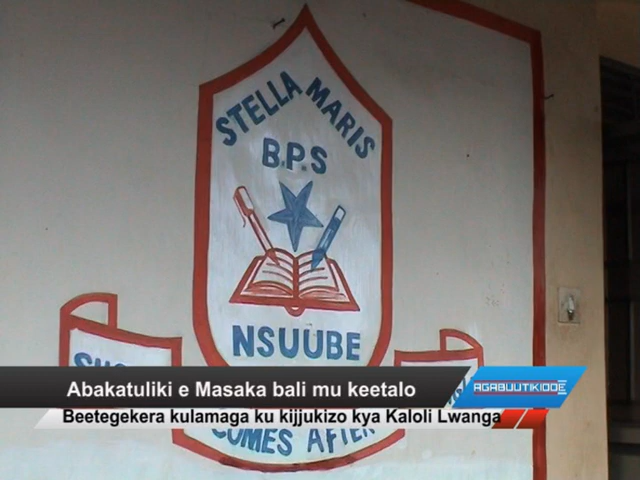 STELLA MARIS
B.P.S
NSUUBE
COMES AFTER
Abakatuliki e Masaka bali mu keetalo
AGABUUTIKIDDE
Beetegekera kulamaga ku kijjukizo kya Kaloli Lwanga